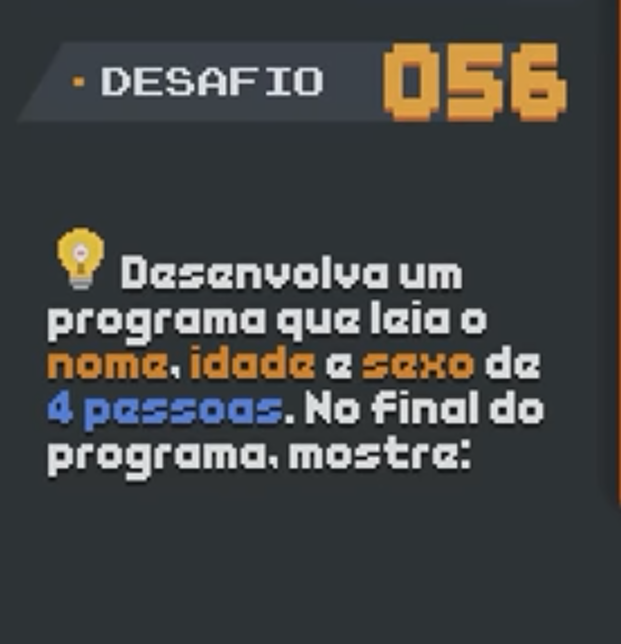 DESAFIO 056
Desenvolva um
programa que leia o
nome, idade e sexo de
4 pessoas. No final do
programa, mostre: